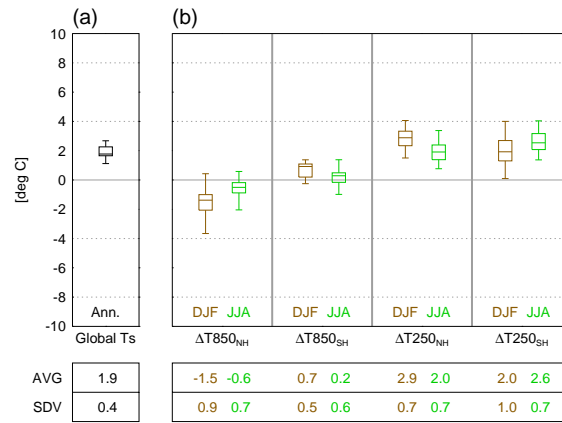 (a) (b)
10
8
6
4
2
0
-2
-4
-6
-8
-10
[deg C]
Ann. DJF JJA DJF JJA DJF JJA DJF JJA
Global Ts ΔT850NH ΔT850SH ΔT250NH ΔT250SH
AVG 1.9 -1.5 -0.6 0.7 0.2 2.9 2.0 2.0 2.6
SDV 0.4 0.9 0.7 0.5 0.6 0.7 0.7 1.0 0.7